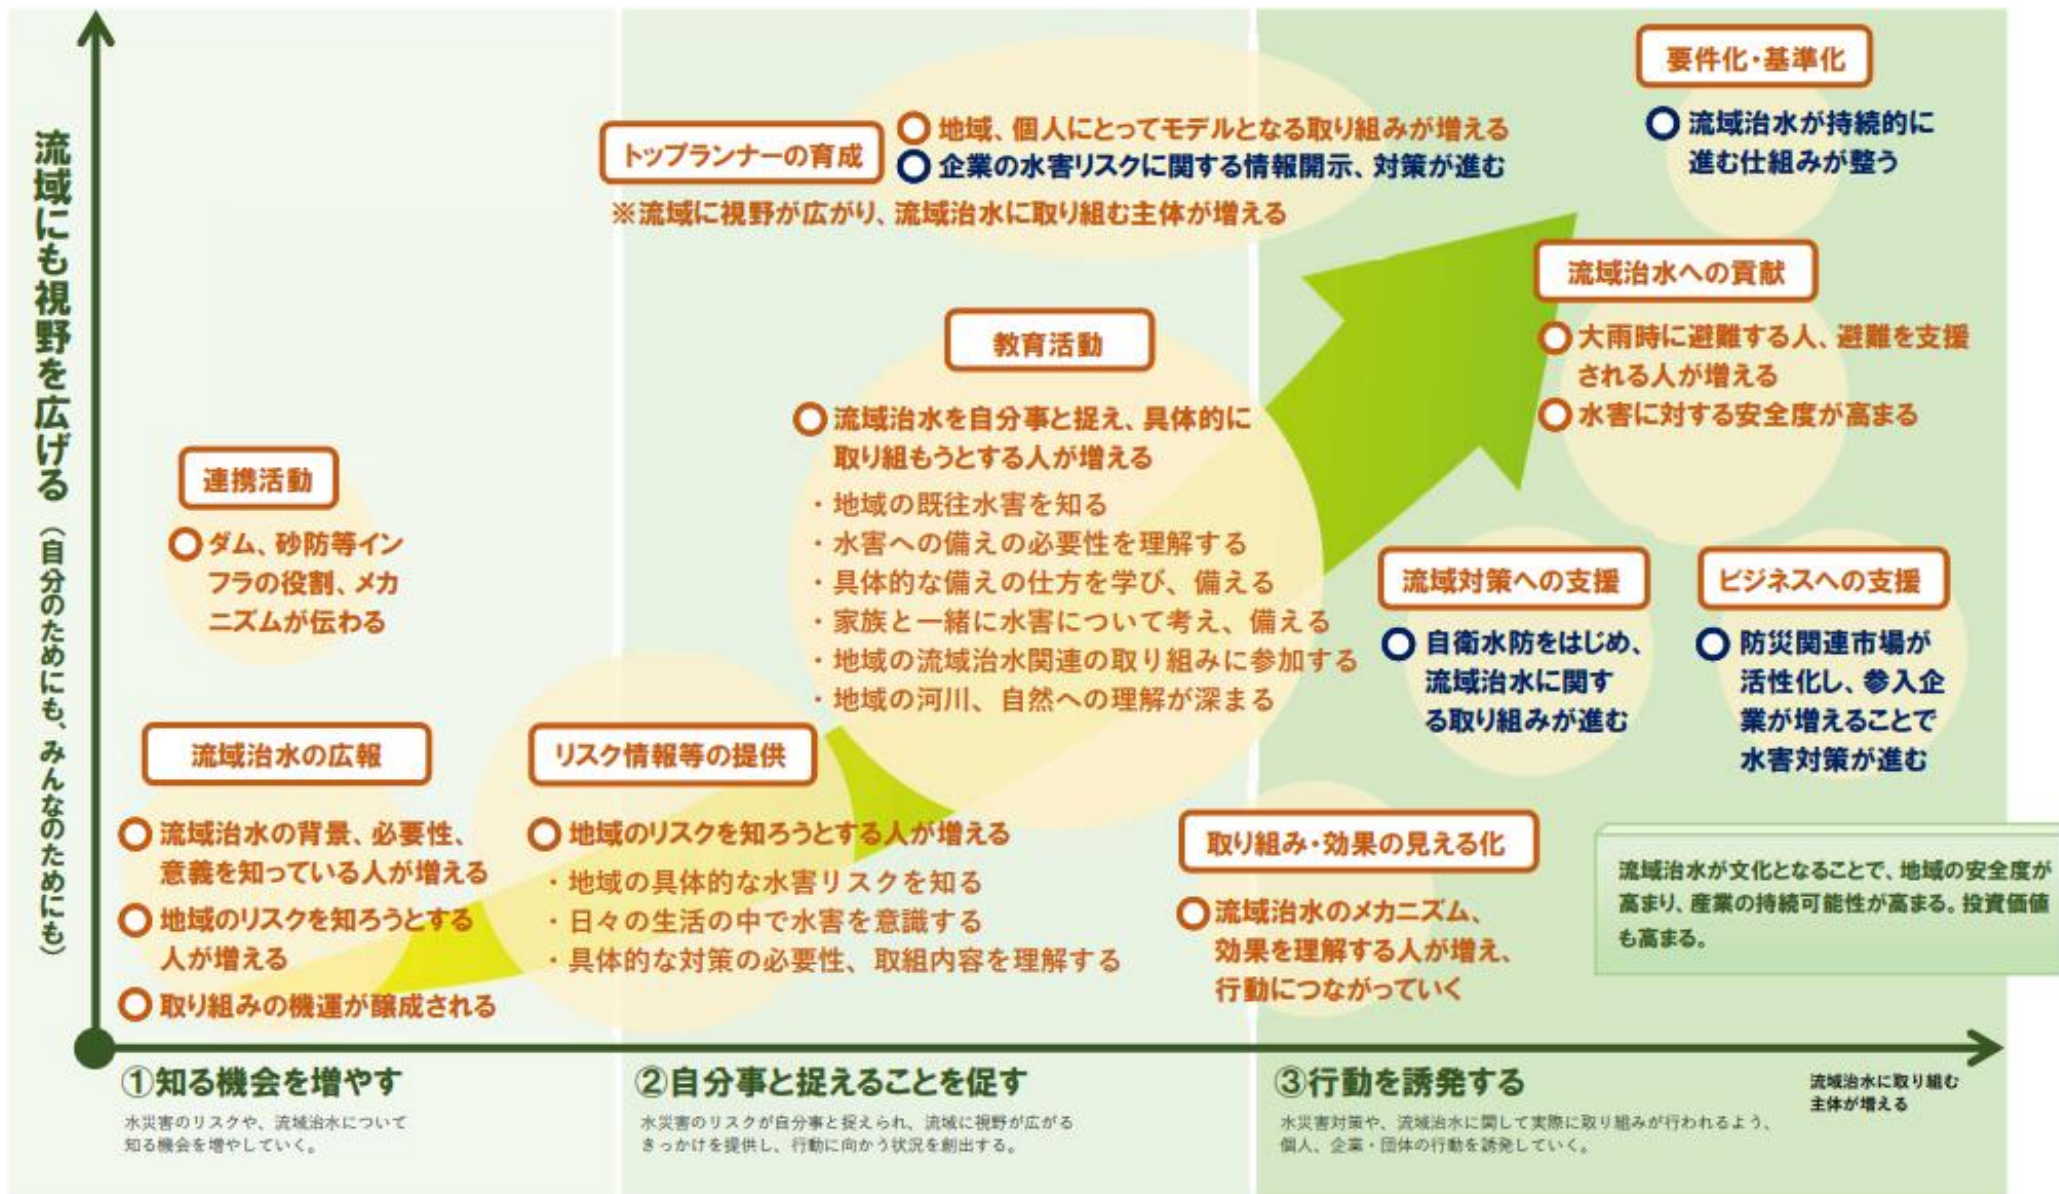 流域にも視野を広げる
(自分のためにも、みんなのためにも)
要件化・基準化
流域治水が持続的に
進む仕組みが整う
トップランナーの育成
地域、個人にとってモデルとなる取り組みが増える
企業の水害リスクに関する情報開示、対策が進む
※流域に視野が広がり、流域治水に取り組む主体が増える
流域治水への貢献
大雨時に避難する人、避難を支援
される人が増える
水害に対する安全度が高まる
教育活動
流域治水を自分事と捉え、具体的に
取り組もうとする人が増える
・地域の既往水害を知る
・水害への備えの必要性を理解する
・具体的な備えの仕方を学び、備える
・家族と一緒に水害について考え、備える
・地域の流域治水関連の取り組みに参加する
・地域の河川、自然への理解が深まる
連携活動
ダム、砂防等イン
フラの役割、メカ
ニズムが伝わる
流域対策への支援
自衛水防をはじめ、
流域治水に関す
る取り組みが進む
ビジネスへの支援
防災関連市場が
活性化し、参入企
業が増えることで
水害対策が進む
流域治水の広報
流域治水の背景、必要性、
意義を知っている人が増える
地域のリスクを知ろうとする
人が増える
取り組みの機運が醸成される
リスク情報等の提供
地域のリスクを知ろうとする人が増える
・地域の具体的な水害リスクを知る
・日々の生活の中で水害を意識する
・具体的な対策の必要性、取組内容を理解する
取り組み・効果の見える化
流域治水のメカニズム、
効果を理解する人が増え、
行動につながっていく
流域治水が文化となることで、地域の安全度が
高まり、産業の持続可能性が高まる。投資価値
も高まる。
①知る機会を増やす
水災害のリスクや、流域治水について
知る機会を増やしていく。
②自分事と捉えることを促す
水災害のリスクが自分事と捉えられ、流域に視野が広がる
きっかけを提供し、行動に向かう状況を創出する。
③行動を誘発する
水災害対策や、流域治水に関して実際に取り組みが行われるよう、
個人、企業・団体の行動を誘発していく。
流域治水に取り組む
主体が増える